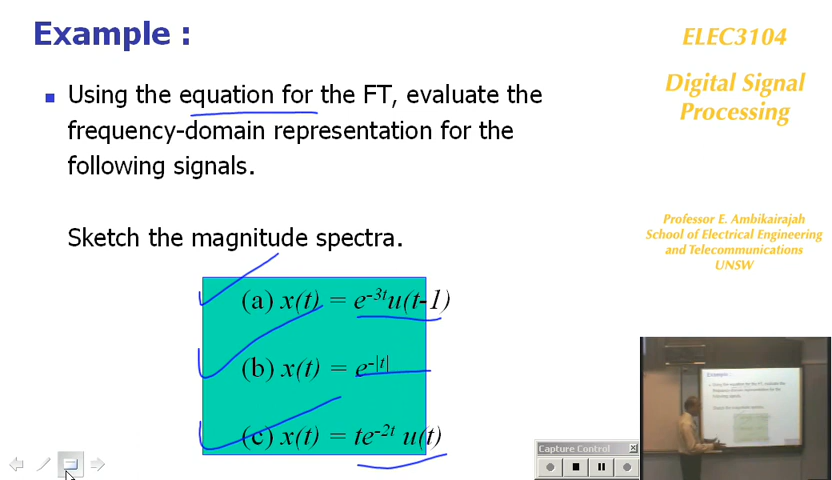 Example :
ELEC3104
Digital Signal
Processing
Using the equation for the FT, evaluate the
frequency-domain representation for the
following signals.
Sketch the magnitude spectra.
Professor E. Ambikairajah
School of Electrical Engineering
and Telecommunications
UNSW
(a) x(t) = e^{-3t}u(t-1)
(b) x(t) = e^{-|t|}
(c) x(t) = te^{-2t} u(t)
Capture Control